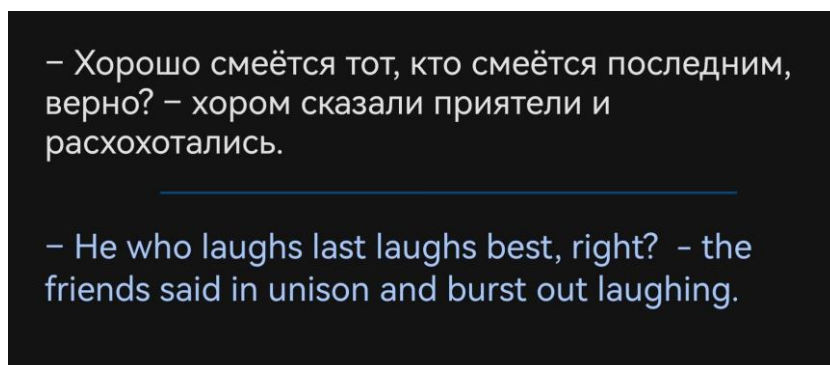 – Хорошо смеётся тот, кто смеётся последним,
верно? – хором сказали приятели и
расхохотались.
– He who laughs last laughs best, right?  - the
friends said in unison and burst out laughing.